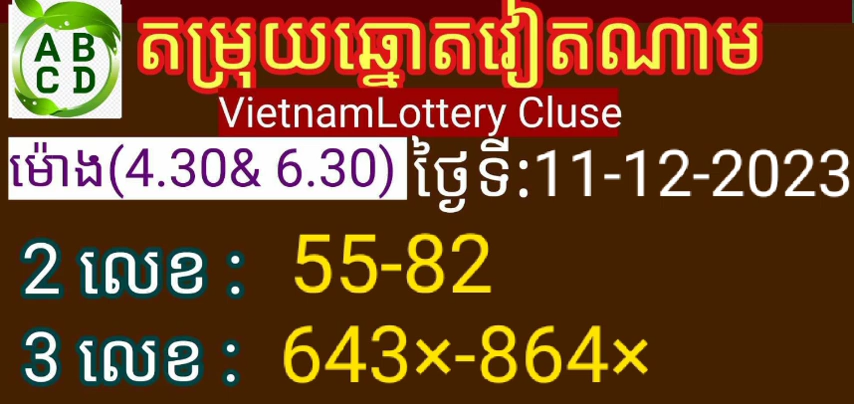 A B
C D
តម្រុយឆ្នោតវៀតណាម
VietnamLottery Cluse
ម៉ោង(4.30& 6.30) ថ្ងៃទី:11-12-2023
2 លេខ : 55-82
3 លេខ : 643×-864×